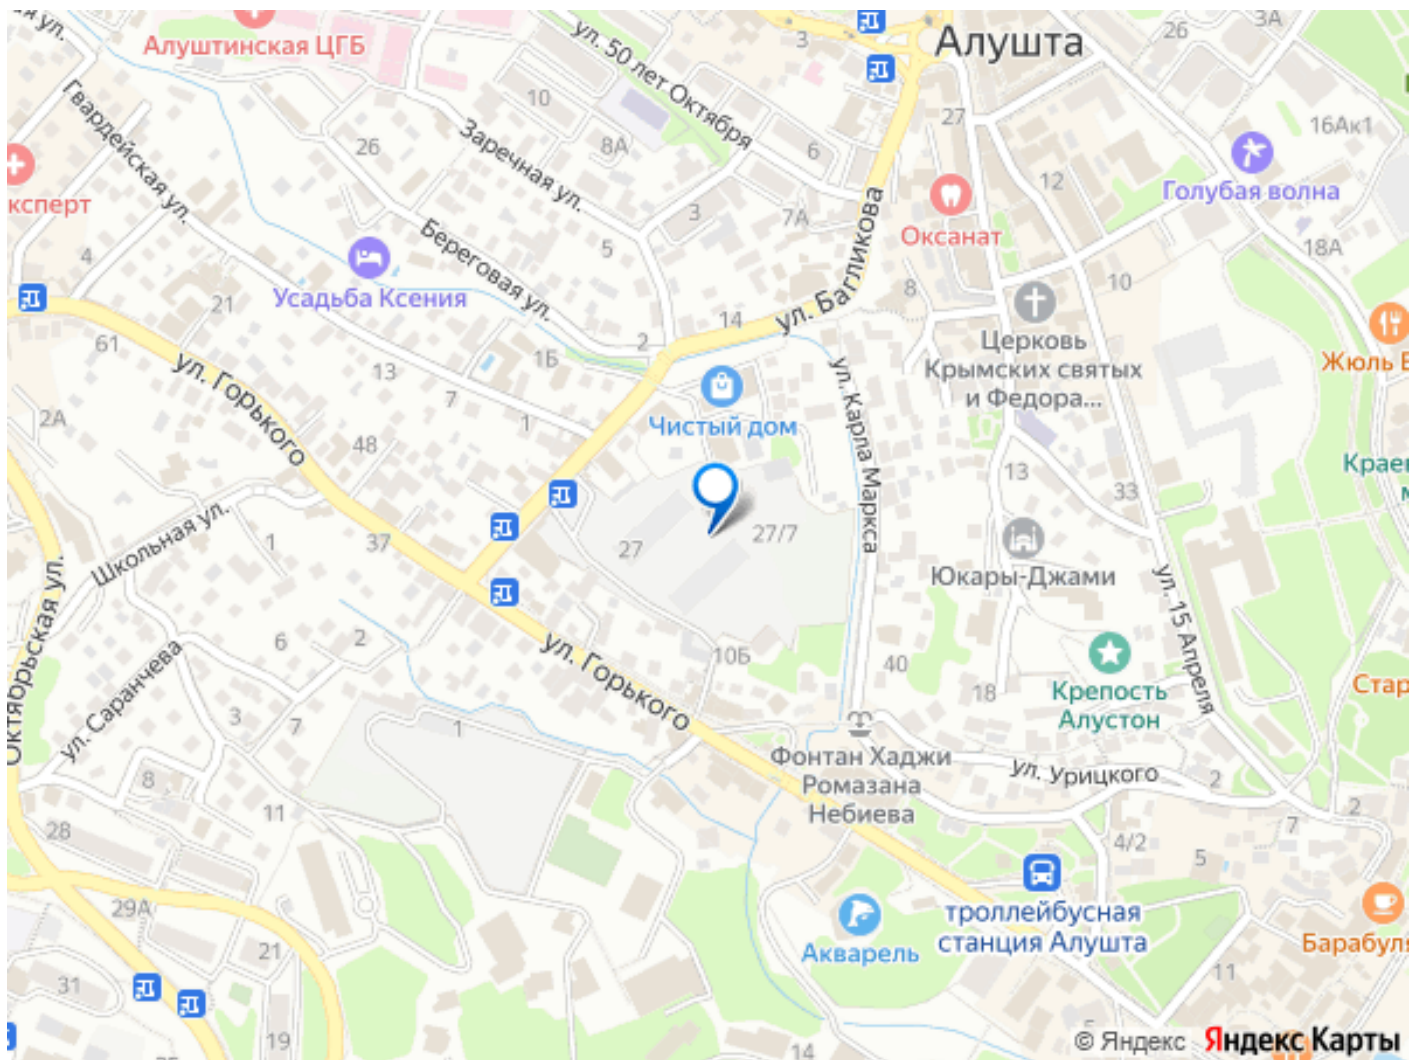 ул.
Алуштинская ЦГБ
ул. 50 лет Октября
3
Алушта
26
3А
Гвардейская ул.
10
8А
27
6
16Ак1
26
Заречная ул.
12
Голубая волна
ксперт
3
7А
Оксанат
4
5
Береговая ул.
18А
Усадьба Ксения
21
8
10
14
ул. Багликова
61
2
1Б
Церковь
Крымских святых
и Федора...
Жюль В
ул. Горького
13
7
Чистый дом
ул. Карла Маркса
2А
1
48
Крае
13
33
Школьная ул.
1
37
27
27/7
Юкары-Джами
Октябрьская ул.
ул. 15 Апреля
6
2
ул. Горького
10Б
40
ул. Саранчева
18
Крепость
Алустон
Стар
3
7
1
Фонтан Хаджи
Ромазана
Небиева
ул. Урицкого
2
8
11
2
28
7
4/2
5
29А
троллейбусная
станция Алушта
21
Акварель
Барабуля
31
11
19
5
14
© Яндекс Яндекс Карты